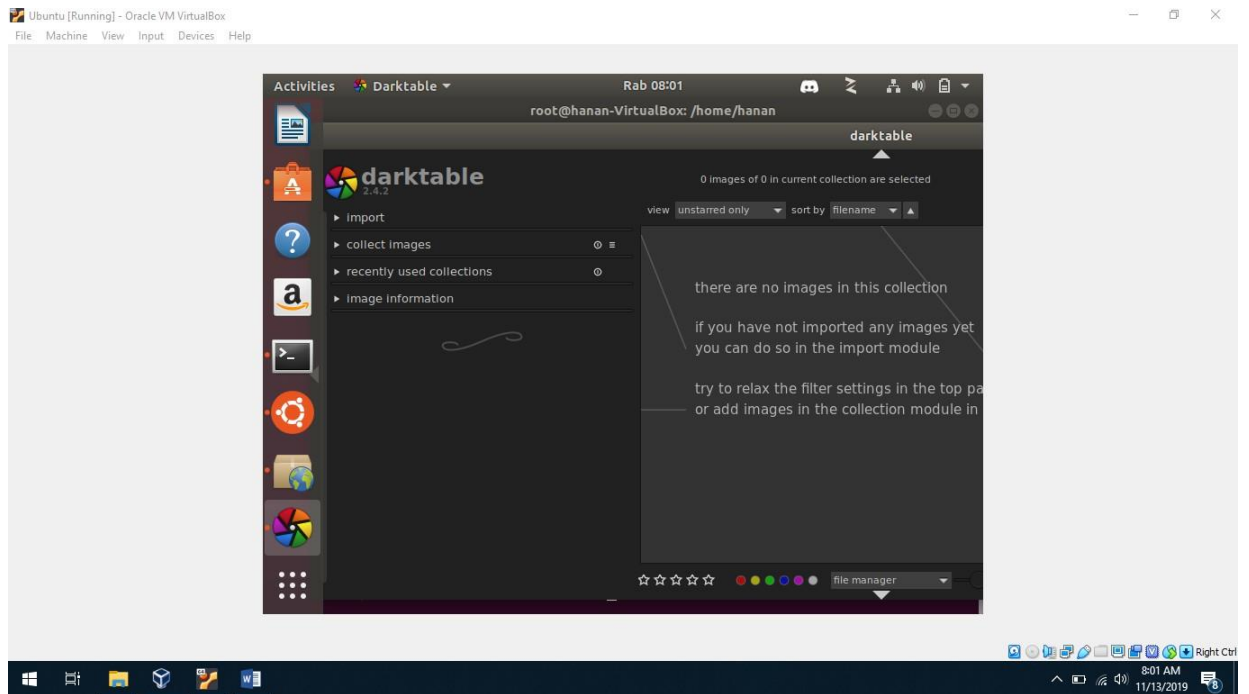 Ubuntu [Running] - Oracle VM VirtualBox
File Machine View Input Devices Help
Activities Darktable Rab 08:01
root@hanan-VirtualBox: /home/hanan
darktable
darktable
2.4.2
0 images of 0 in current collection are selected
view unstarred only sort by filename
import
collect images
recently used collections
image information
there are no images in this collection
if you have not imported any images yet
you can do so in the import module
try to relax the filter settings in the top pa
or add images in the collection module in
file manager
Right Ctrl
8:01 AM
11/13/2019
8